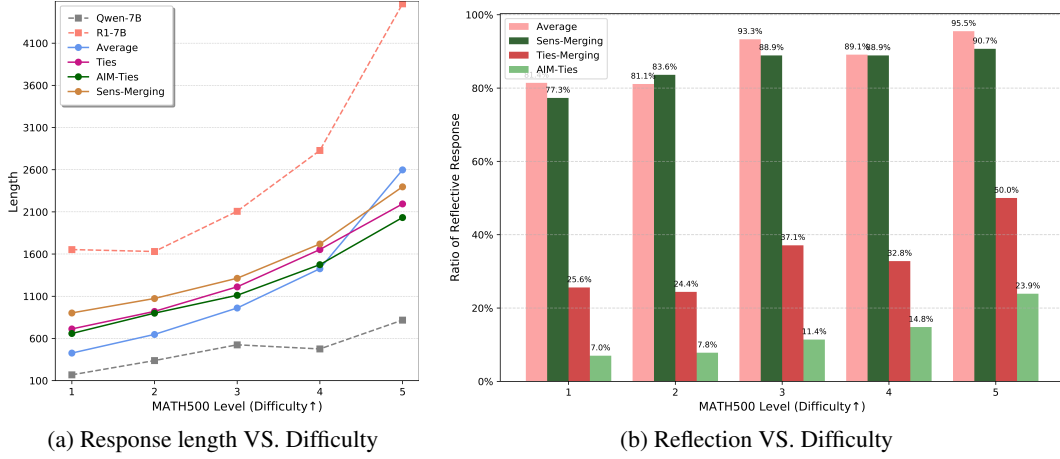 Qwen-7B
R1-7B
Average
Ties
AIM-Ties
Sens-Merging
4100
3600
3100
2600
2100
1600
1100
600
100
Length
1
2
3
4
5
MATH500 Level (Difficulty↑)
(a) Response length VS. Difficulty
Average
Sens-Merging
Ties-Merging
AIM-Ties
100%
80%
60%
40%
20%
0%
Ratio of Reflective Response
77.3%
25.6%
7.0%
81.1%
83.6%
24.4%
7.8%
93.3%
88.9%
37.1%
11.4%
89.1%
88.9%
32.8%
14.8%
95.5%
90.7%
50.0%
23.9%
1
2
3
4
5
MATH500 Level (Difficulty↑)
(b) Reflection VS. Difficulty